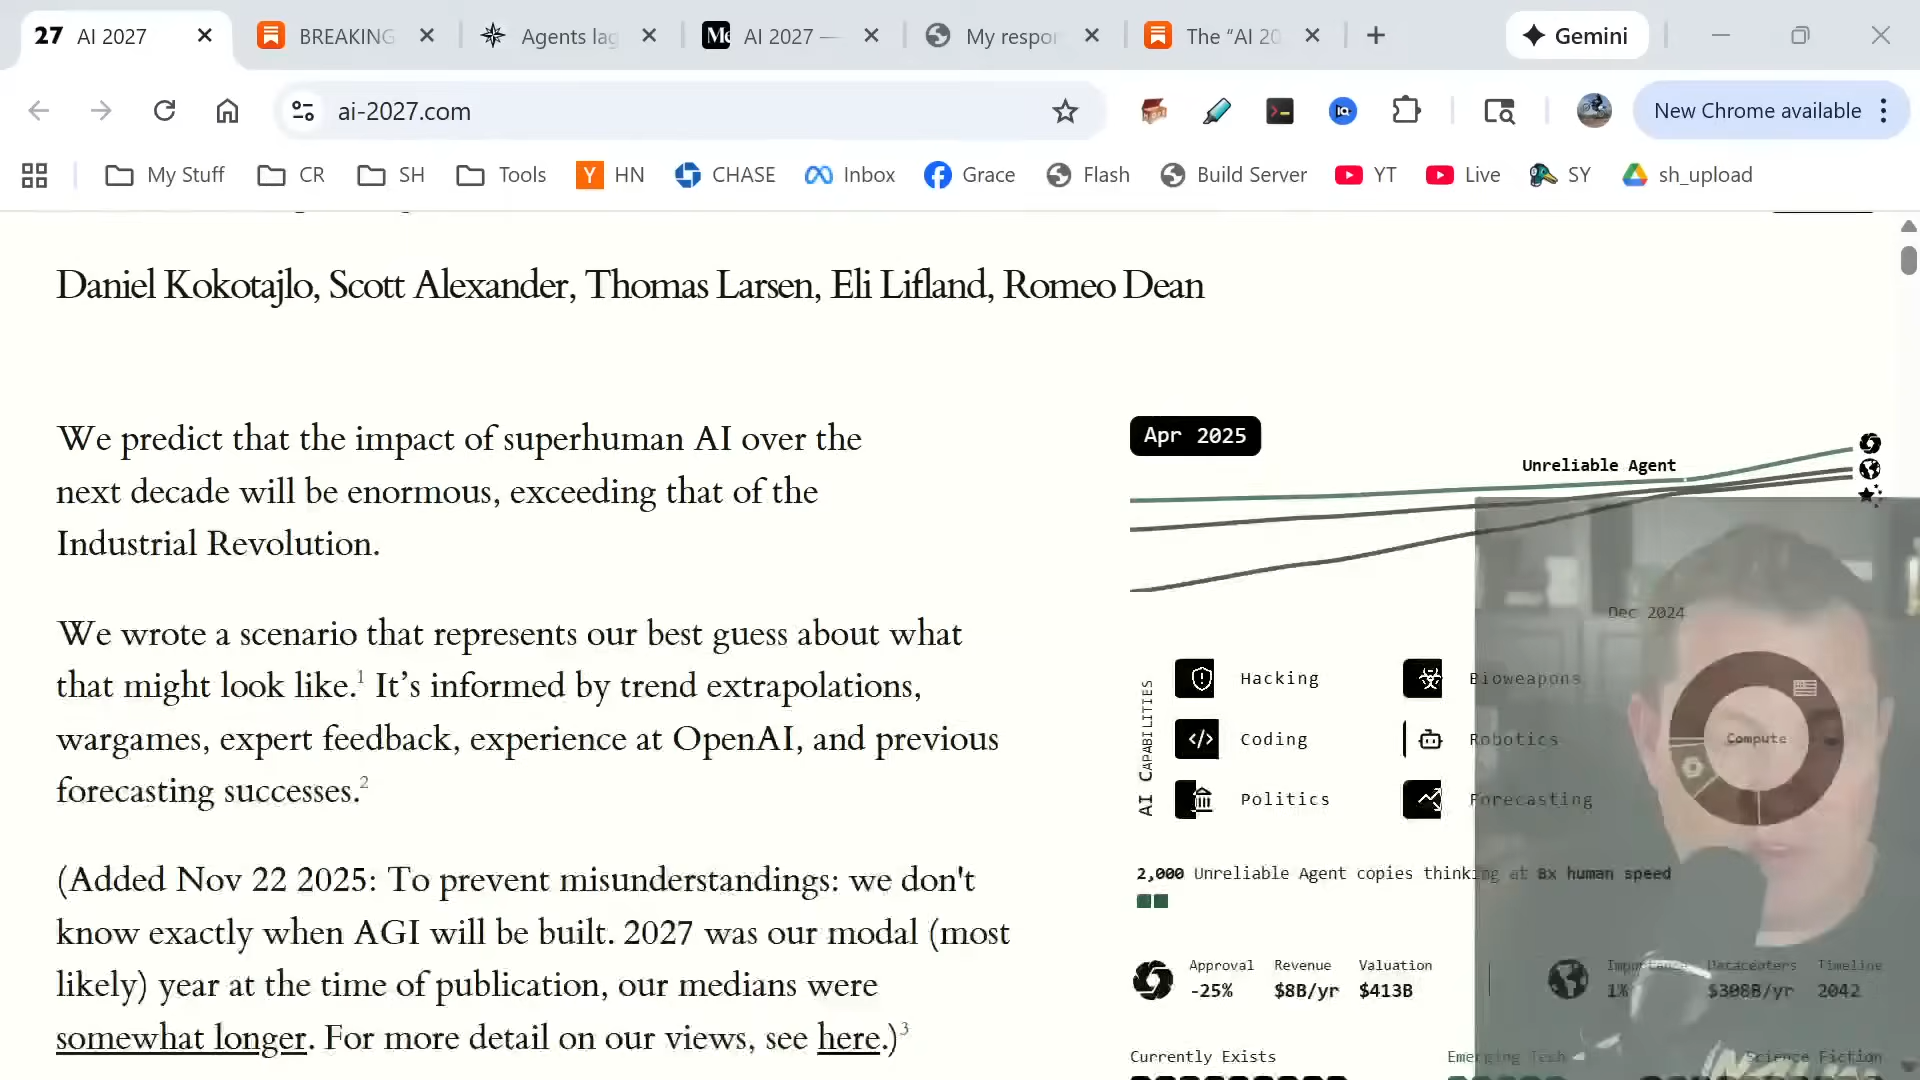 27 AI 2027
BREAKING
Agents lag
AI 2027 —
My respo
The “AI 20
Gemini
ai-2027.com
New Chrome available
My Stuff
CR
SH
Tools
HN
CHASE
Inbox
Grace
Flash
Build Server
YT
Live
SY
sh_upload
Daniel Kokotajlo, Scott Alexander, Thomas Larsen, Eli Lifland, Romeo Dean
We predict that the impact of superhuman AI over the
next decade will be enormous, exceeding that of the
Industrial Revolution.
We wrote a scenario that represents our best guess about what
that might look like.1 It’s informed by trend extrapolations,
wargames, expert feedback, experience at OpenAI, and previous
forecasting successes.2
(Added Nov 22 2025: To prevent misunderstandings: we don't
know exactly when AGI will be built. 2027 was our modal (most
likely) year at the time of publication, our medians were
somewhat longer. For more detail on our views, see here.)3
Apr 2025
Unreliable Agent
Dec 2024
AI Capabilities
Hacking
Bioweapons
Coding
Robotics
Politics
Forecasting
Compute
2,000 Unreliable Agent copies thinking at 8x human speed
Approval Revenue Valuation
-25% $8B/yr $413B
Importance Datacenters Timeline
1% $308B/yr 2042
Currently Exists
Emerging Tech
Science Fiction